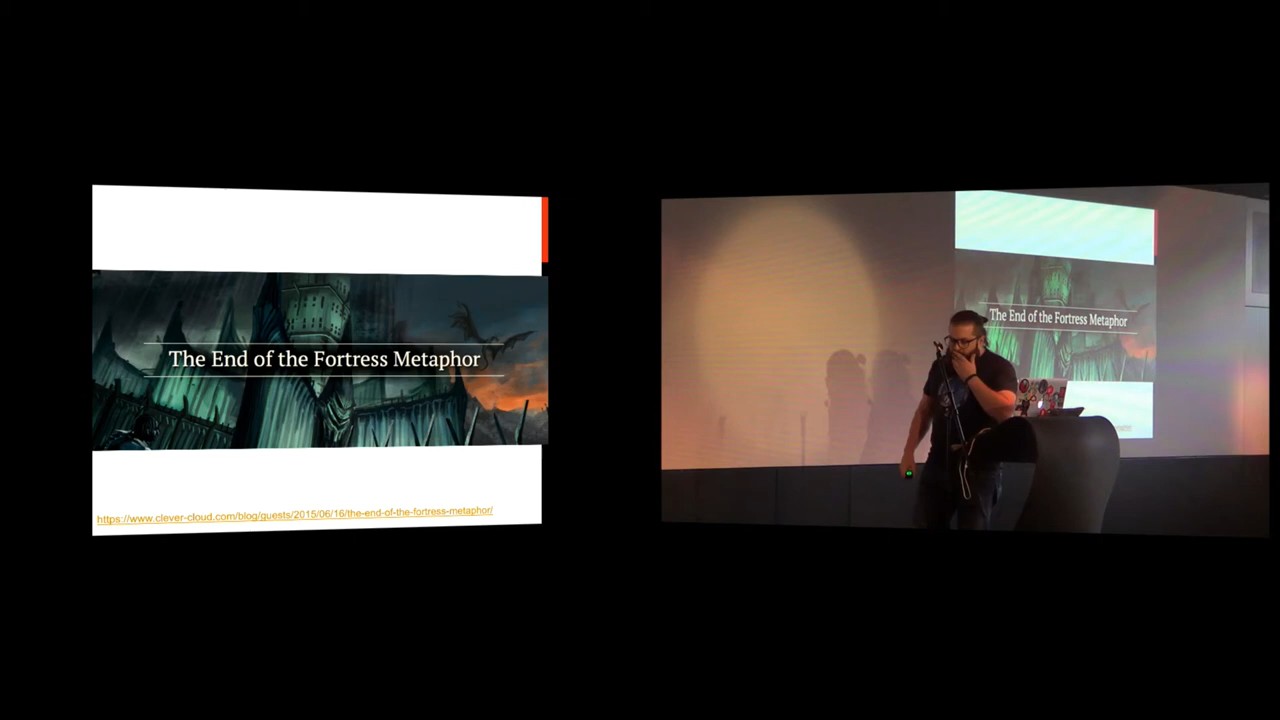 The End of the Fortress Metaphor
https://www.clever-cloud.com/blog/guests/2015/06/16/the-end-of-the-fortress-metaphor/
The End of the Fortress Metaphor